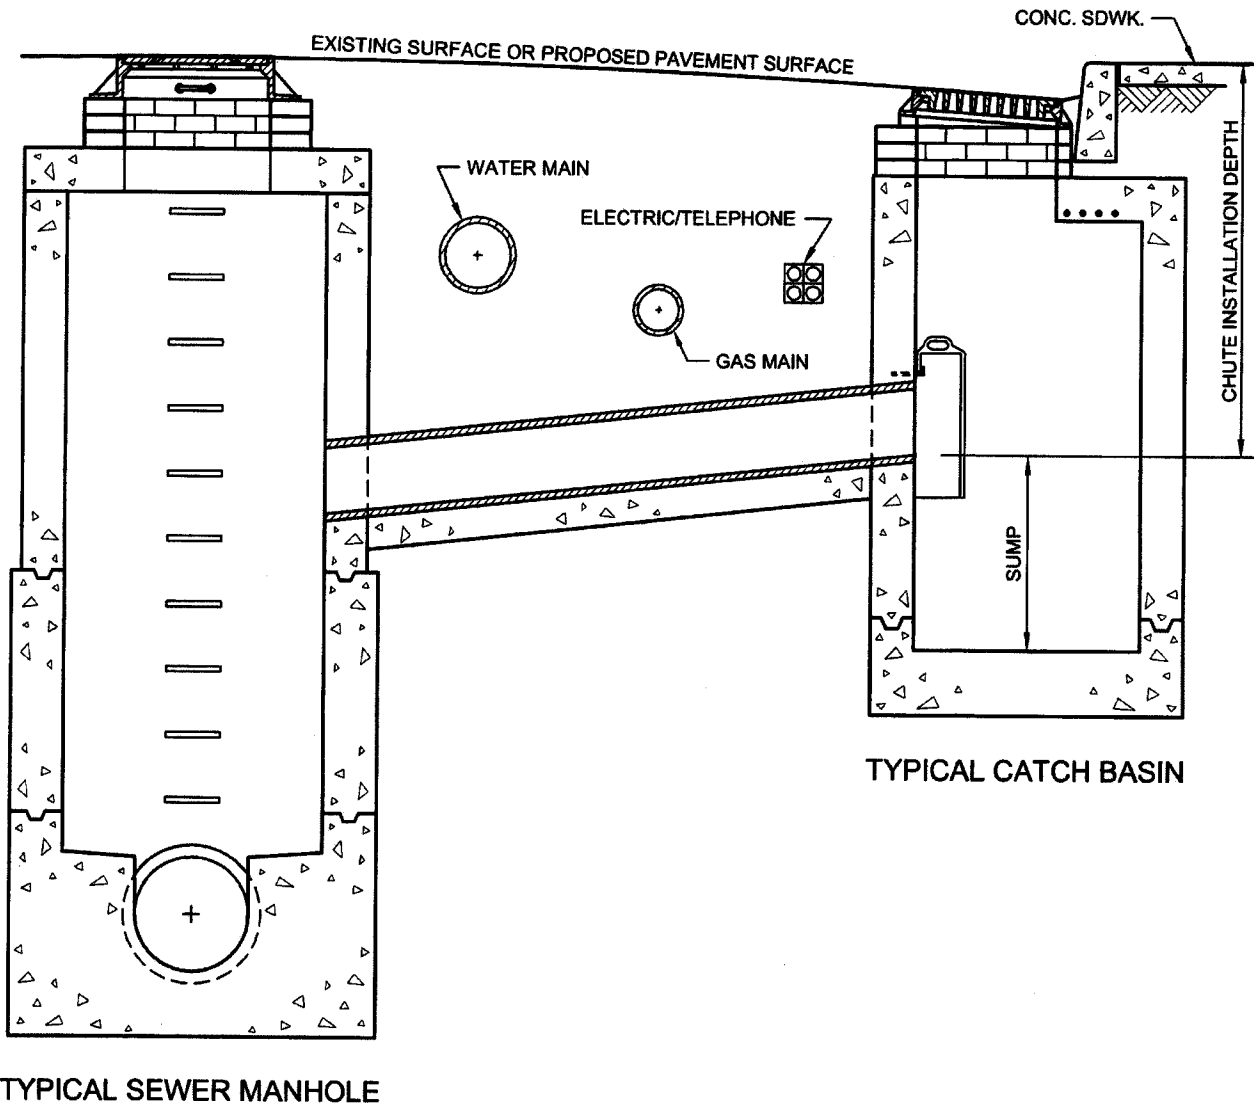 CONC. SDWK.
EXISTING SURFACE OR PROPOSED PAVEMENT SURFACE
WATER MAIN
ELECTRIC/TELEPHONE
GAS MAIN
CHUTE INSTALLATION DEPTH
SUMP
TYPICAL CATCH BASIN
TYPICAL SEWER MANHOLE